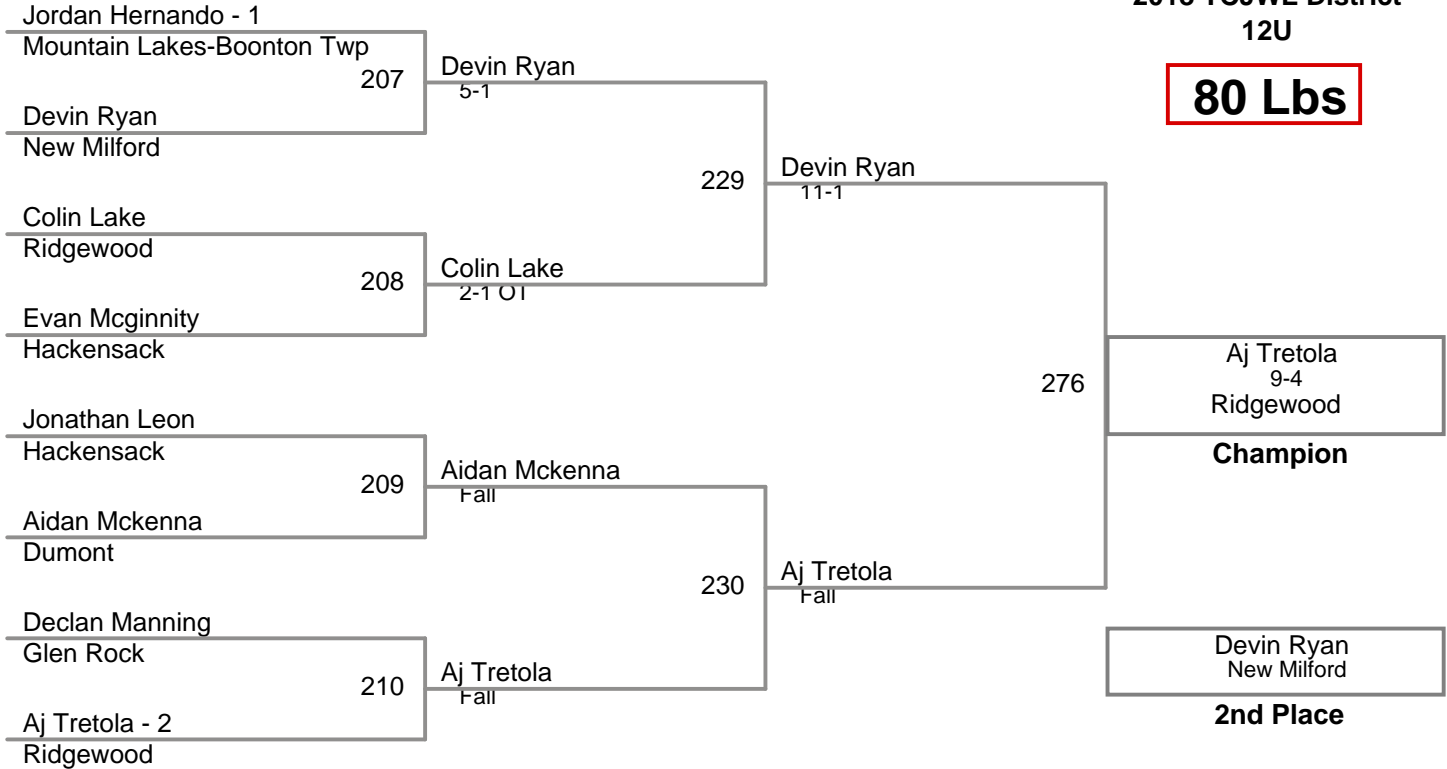 Jordan Hernando - 1
Mountain Lakes-Boonton Twp
207
Devin Ryan
5-1
Devin Ryan
New Milford
229
Devin Ryan
11-1
Colin Lake
Ridgewood
208
Colin Lake
2-1 OT
Evan Mcginnity
Hackensack
276
Aj Tretola
9-4
Ridgewood
Champion
Jonathan Leon
Hackensack
209
Aidan Mckenna
Fall
Aidan Mckenna
Dumont
230
Aj Tretola
Fall
Declan Manning
Glen Rock
210
Aj Tretola
Fall
Aj Tretola - 2
Ridgewood
Devin Ryan
New Milford
2nd Place
District
12U
80 Lbs